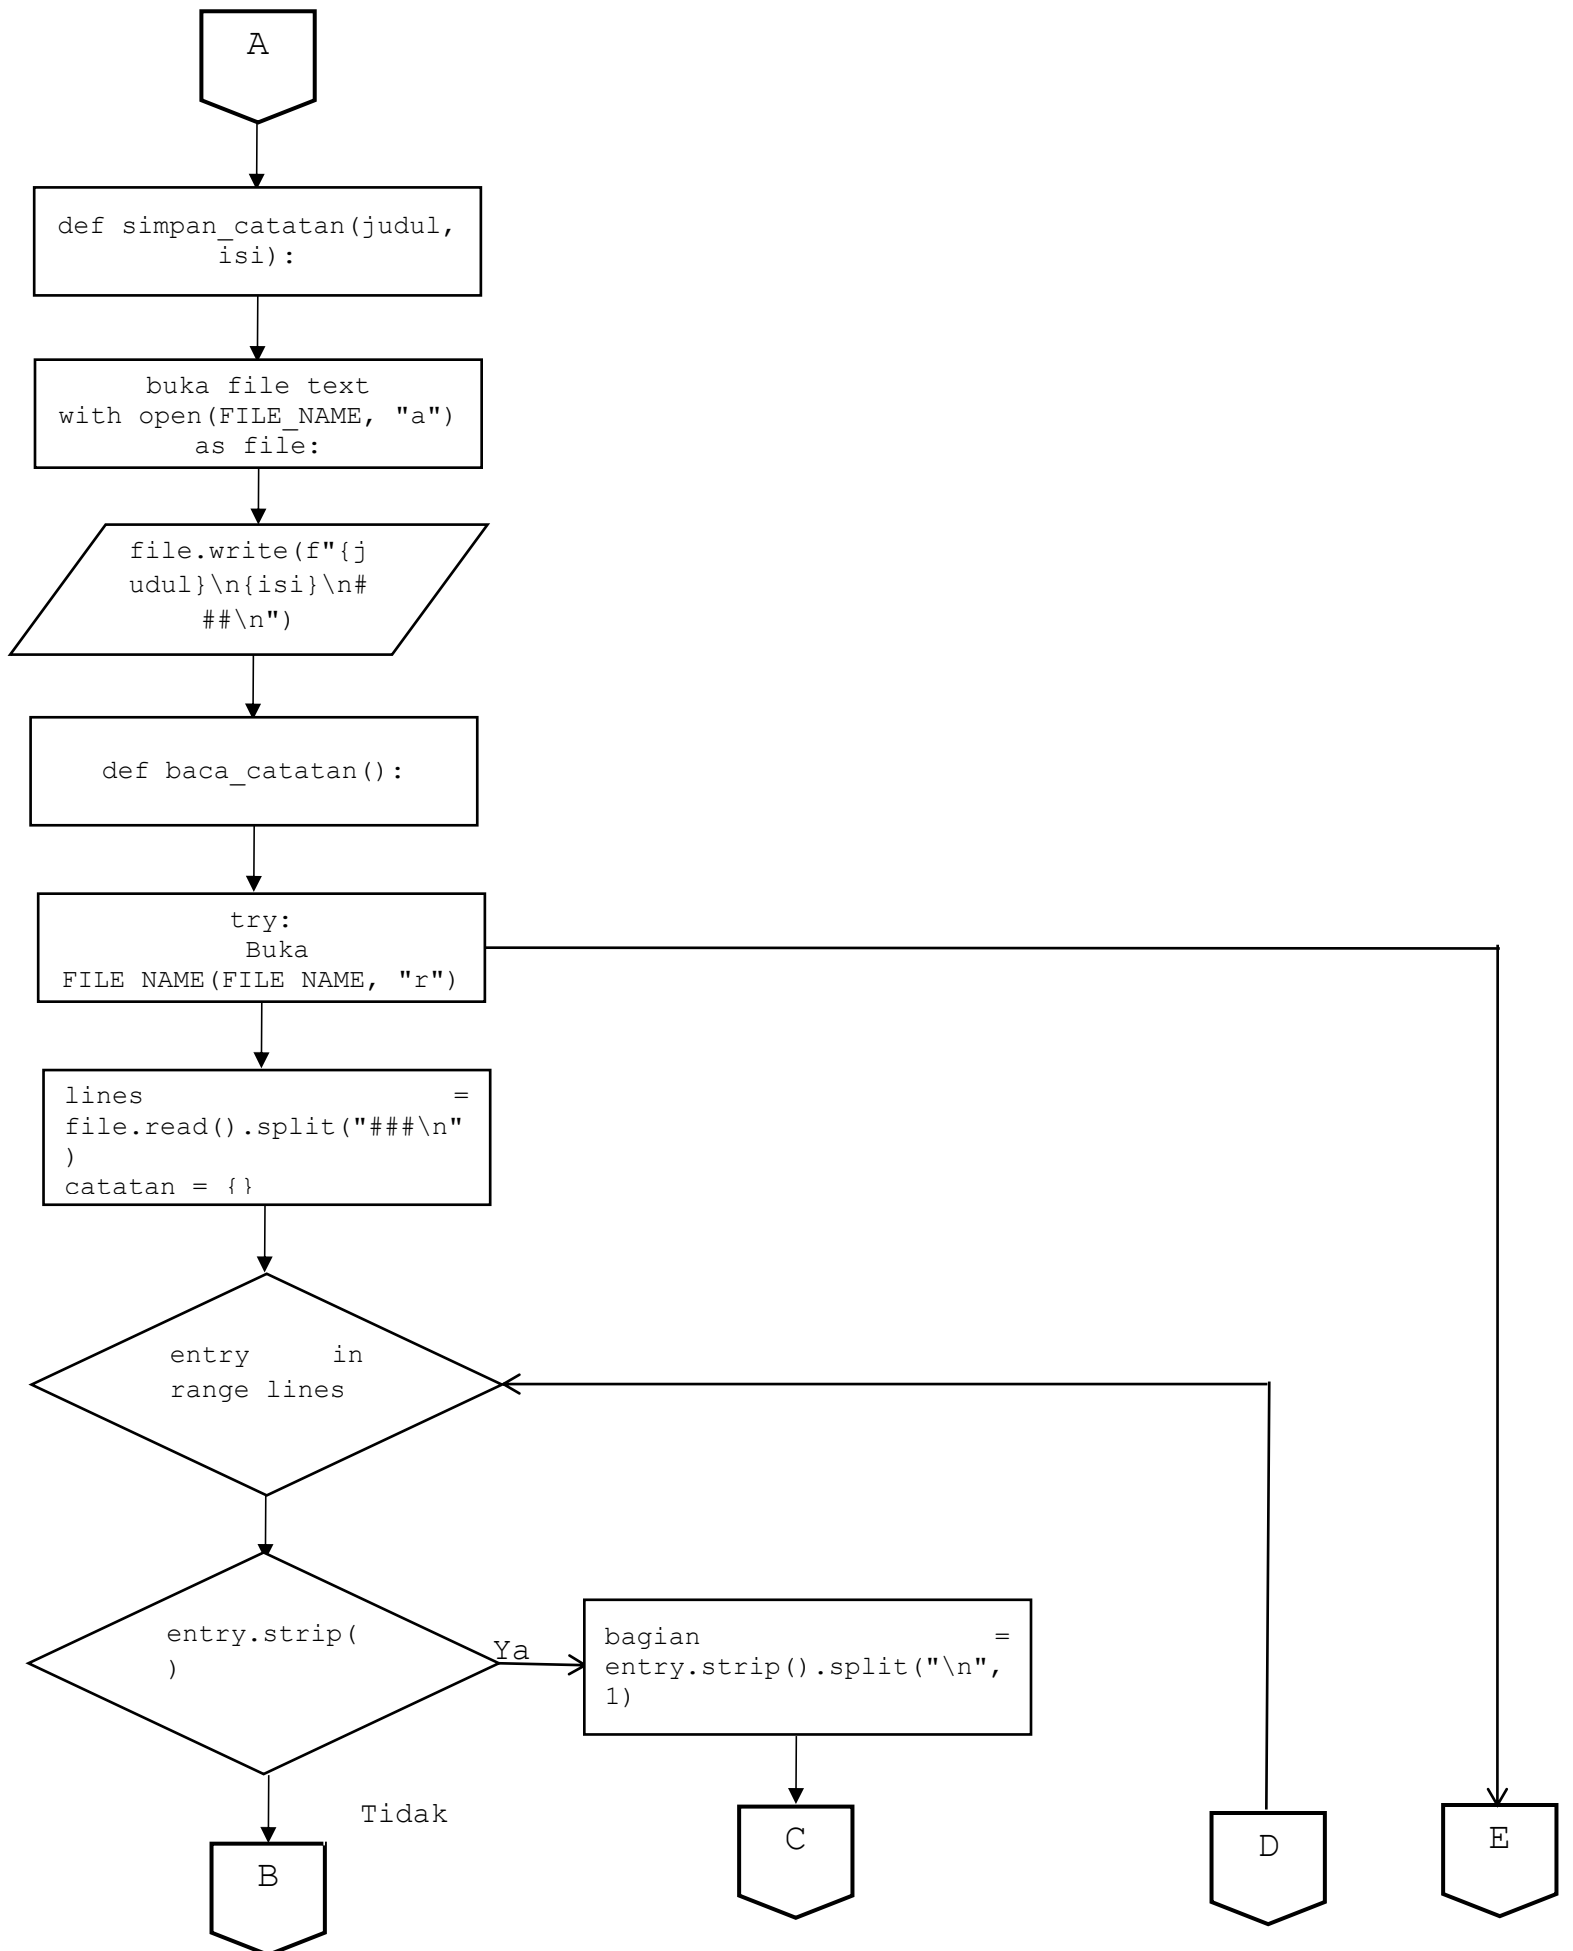 A
def simpan_catatan(judul,
isi):
buka file text
with open(FILE_NAME, "a")
as file:
file.write(f"{j
udul}\n{isi}\n#
##\n")
def baca_catatan():
try:
Buka
FILE NAME(FILE NAME, "r")
lines =
file.read().split("###\n"
)
catatan = {}
entry in
range lines
entry.strip(
)
Ya
bagian =
entry.strip().split("\n",
1)
Tidak
B
C
D
E